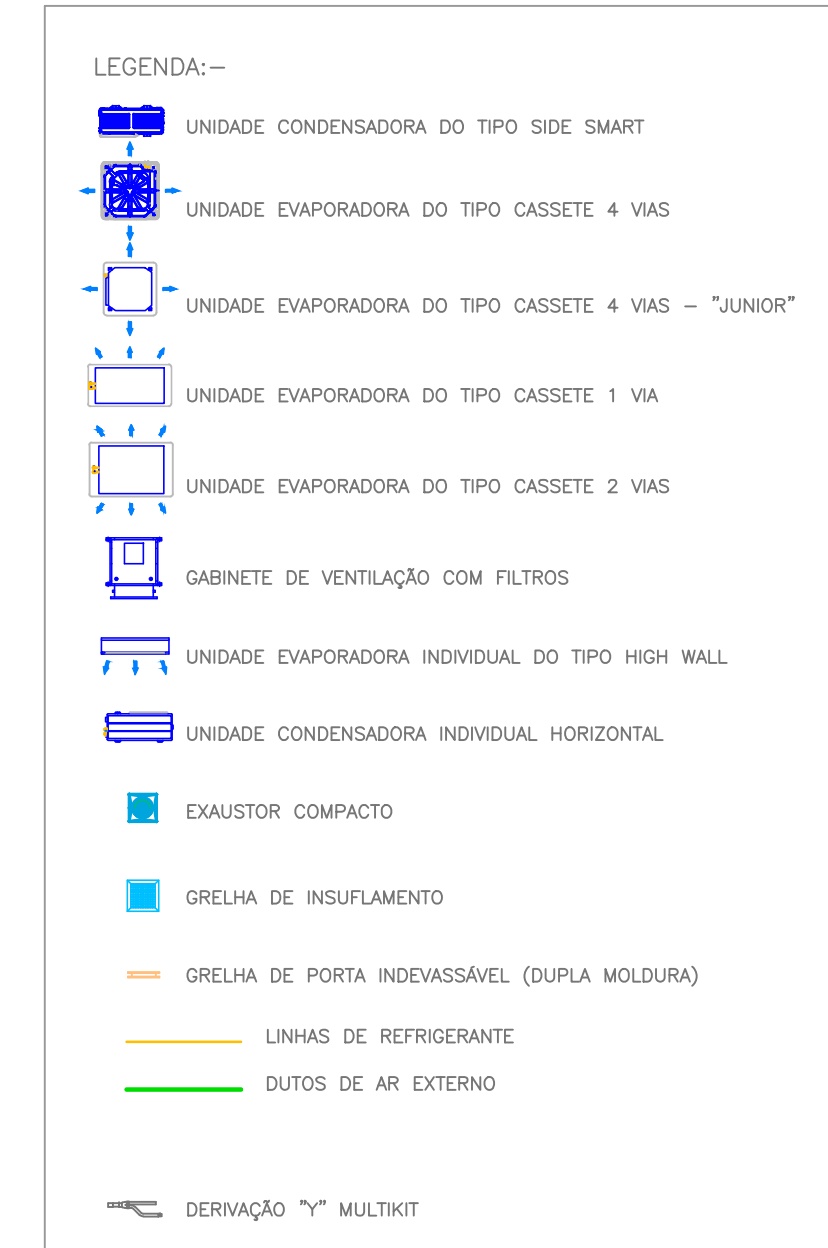 LEGENDA:–
UNIDADE CONDENSADORA DO TIPO SIDE SMART
UNIDADE EVAPORADORA DO TIPO CASSETE 4 VIAS
UNIDADE EVAPORADORA DO TIPO CASSETE 4 VIAS – "JUNIOR"
UNIDADE EVAPORADORA DO TIPO CASSETE 1 VIA
UNIDADE EVAPORADORA DO TIPO CASSETE 2 VIAS
GABINETE DE VENTILAÇÃO COM FILTROS
UNIDADE EVAPORADORA INDIVIDUAL DO TIPO HIGH WALL
UNIDADE CONDENSADORA INDIVIDUAL HORIZONTAL
EXAUSTOR COMPACTO
GRELHA DE INSUFLAMENTO
GRELHA DE PORTA INDEVASSÁVEL (DUPLA MOLDURA)
LINHAS DE REFRIGERANTE
DUTOS DE AR EXTERNO
DERIVAÇÃO "Y" MULTIKIT